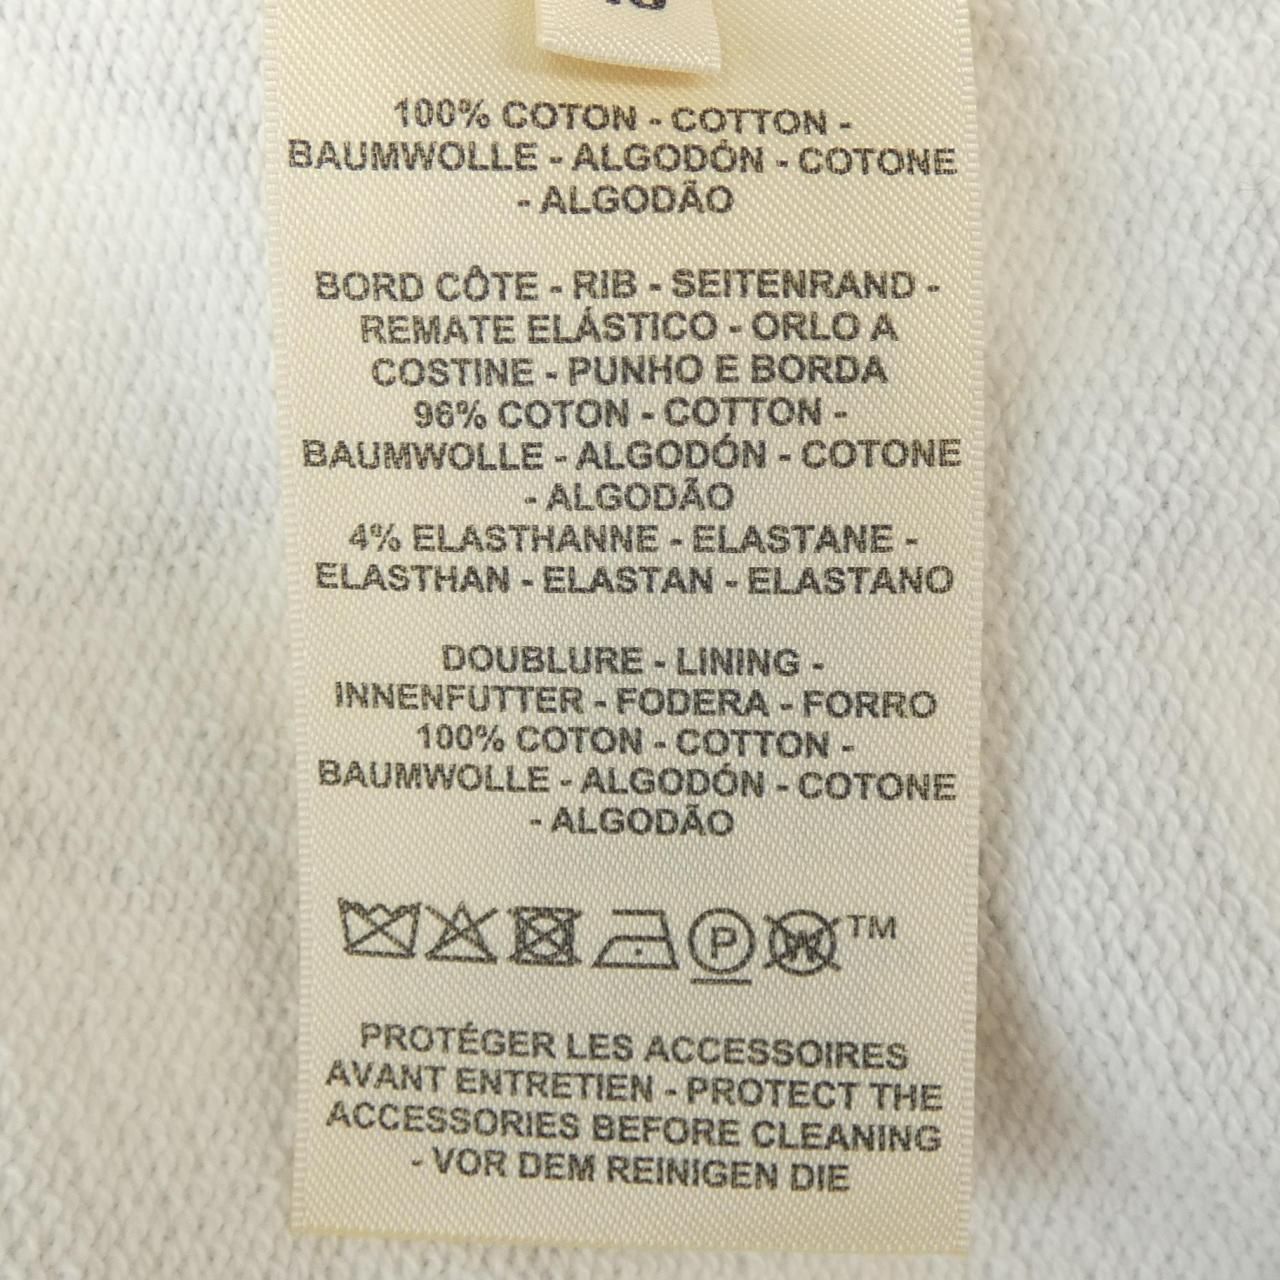 100% COTON - COTTON -
BAUMWOLLE - ALGODÓN - COTONE
- ALGODÃO
BORD CÔTE - RIB - SEITENRAND -
REMATE ELÁSTICO - ORLO A
COSTINE - PUNHO E BORDA
96% COTON - COTTON -
BAUMWOLLE - ALGODÓN - COTONE
- ALGODÃO
4% ELASTHANNE - ELASTANE -
ELASTHAN - ELASTAN - ELASTANO
DOUBLURE - LINING -
INNENFUTTER - FODERA - FORRO
100% COTON - COTTON -
BAUMWOLLE - ALGODÓN - COTONE
- ALGODÃO
P W TM
PROTÉGER LES ACCESSOIRES
AVANT ENTRETIEN - PROTECT THE
ACCESSORIES BEFORE CLEANING
- VOR DEM REINIGEN DIE